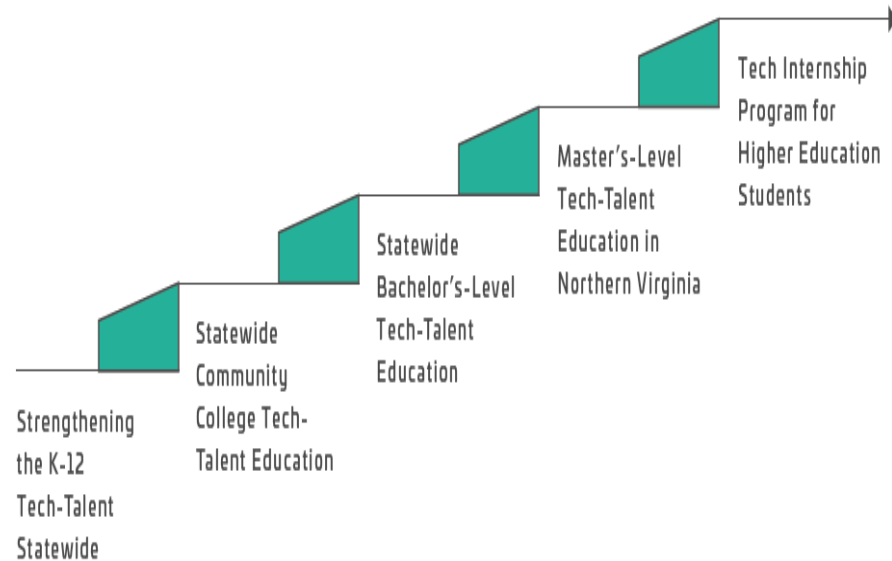 Strengthening
the K-12
Tech-Talent
Statewide
Statewide
Community
College Tech-
Talent Education
Statewide
Bachelor's-Level
Tech-Talent
Education
Master's-Level
Tech-Talent
Education in
Northern Virginia
Tech Internship
Program for
Higher Education
Students